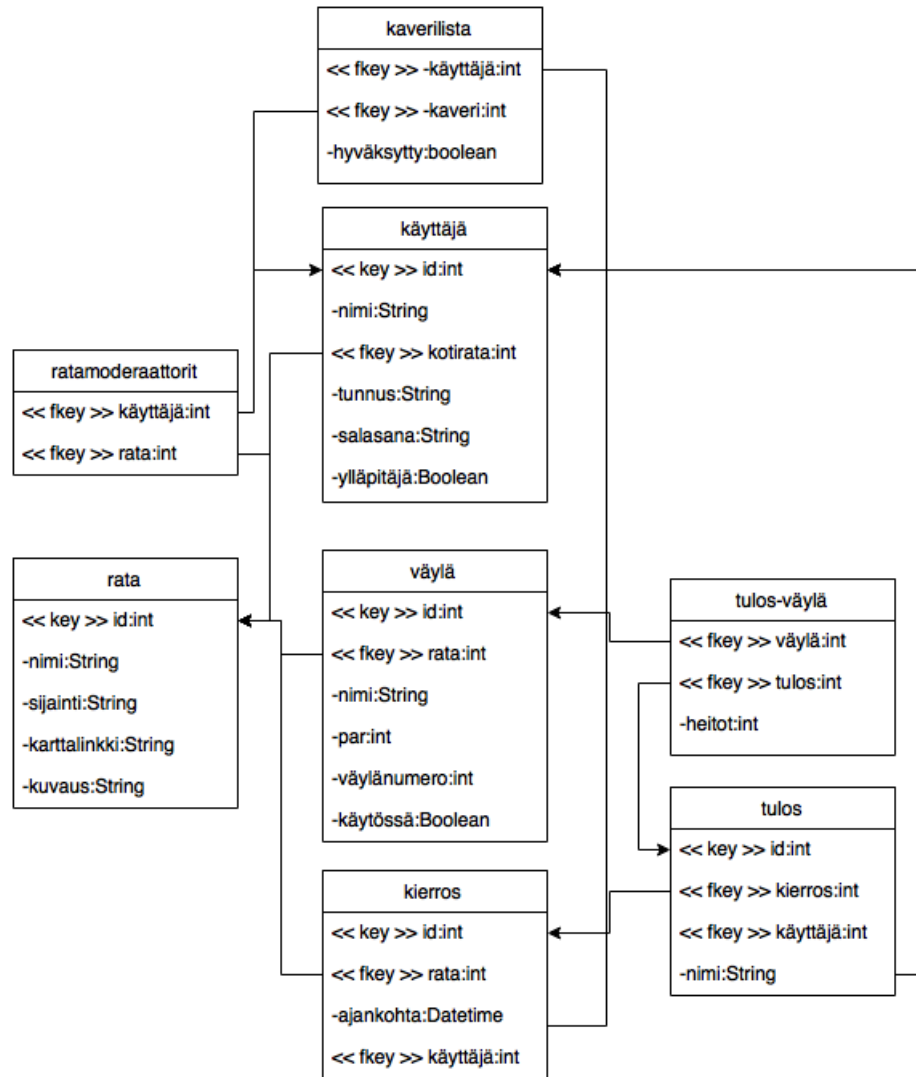 kaverilista
<< fkey >> -käyttäjä:int
<< fkey >> -kaveri:int
-hyväksytty:boolean
käyttäjä
<< key >> id:int
-nimi:String
<< fkey >> kotirata:int
-tunnus:String
-salasana:String
-ylläpitäjä:Boolean
ratamoderaattorit
<< fkey >> käyttäjä:int
<< fkey >> rata:int
rata
<< key >> id:int
-nimi:String
-sijainti:String
-karttalinkki:String
-kuvaus:String
väylä
<< key >> id:int
<< fkey >> rata:int
-nimi:String
-par:int
-väylänumero:int
-käytössä:Boolean
tulos-väylä
<< fkey >> väylä:int
<< fkey >> tulos:int
-heitot:int
tulos
<< key >> id:int
<< fkey >> kierros:int
<< fkey >> käyttäjä:int
-nimi:String
kierros
<< key >> id:int
<< fkey >> rata:int
-ajankohta:Datetime
<< fkey >> käyttäjä:int